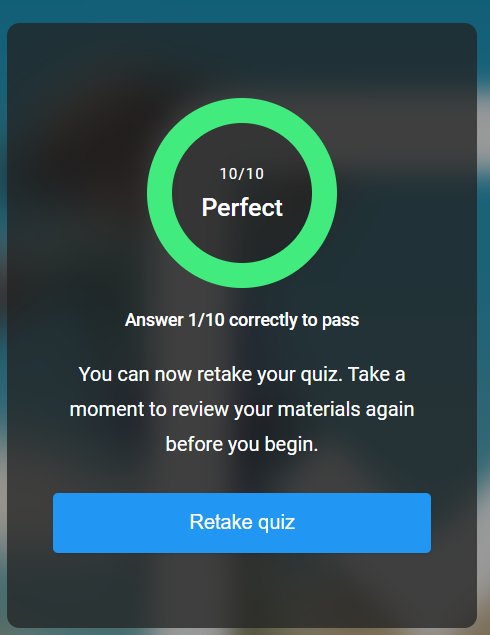 10/10
Perfect
Answer 1/10 correctly to pass
You can now retake your quiz. Take a
moment to review your materials again
before you begin.
Retake quiz